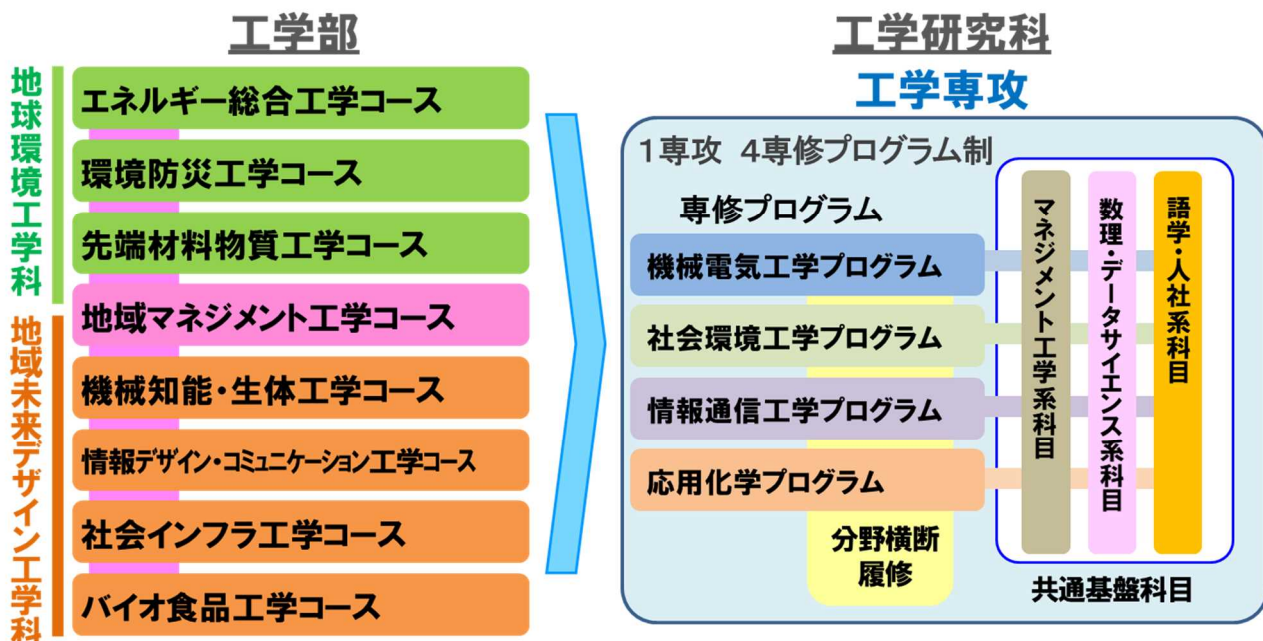 工学部
地球環境工学科
エネルギー総合工学コース
環境防災工学コース
先端材料物質工学コース
地域マネジメント工学コース
地域未来デザイン工学科
機械知能・生体工学コース
情報デザイン・コミュニケーション工学コース
社会インフラ工学コース
バイオ食品工学コース
工学研究科
工学専攻
1専攻 4専修プログラム制
専修プログラム
機械電気工学プログラム
社会環境工学プログラム
情報通信工学プログラム
応用化学プログラム
分野横断
履修
マネジメント工学系科目
数理・データサイエンス系科目
語学・人社系科目
共通基盤科目